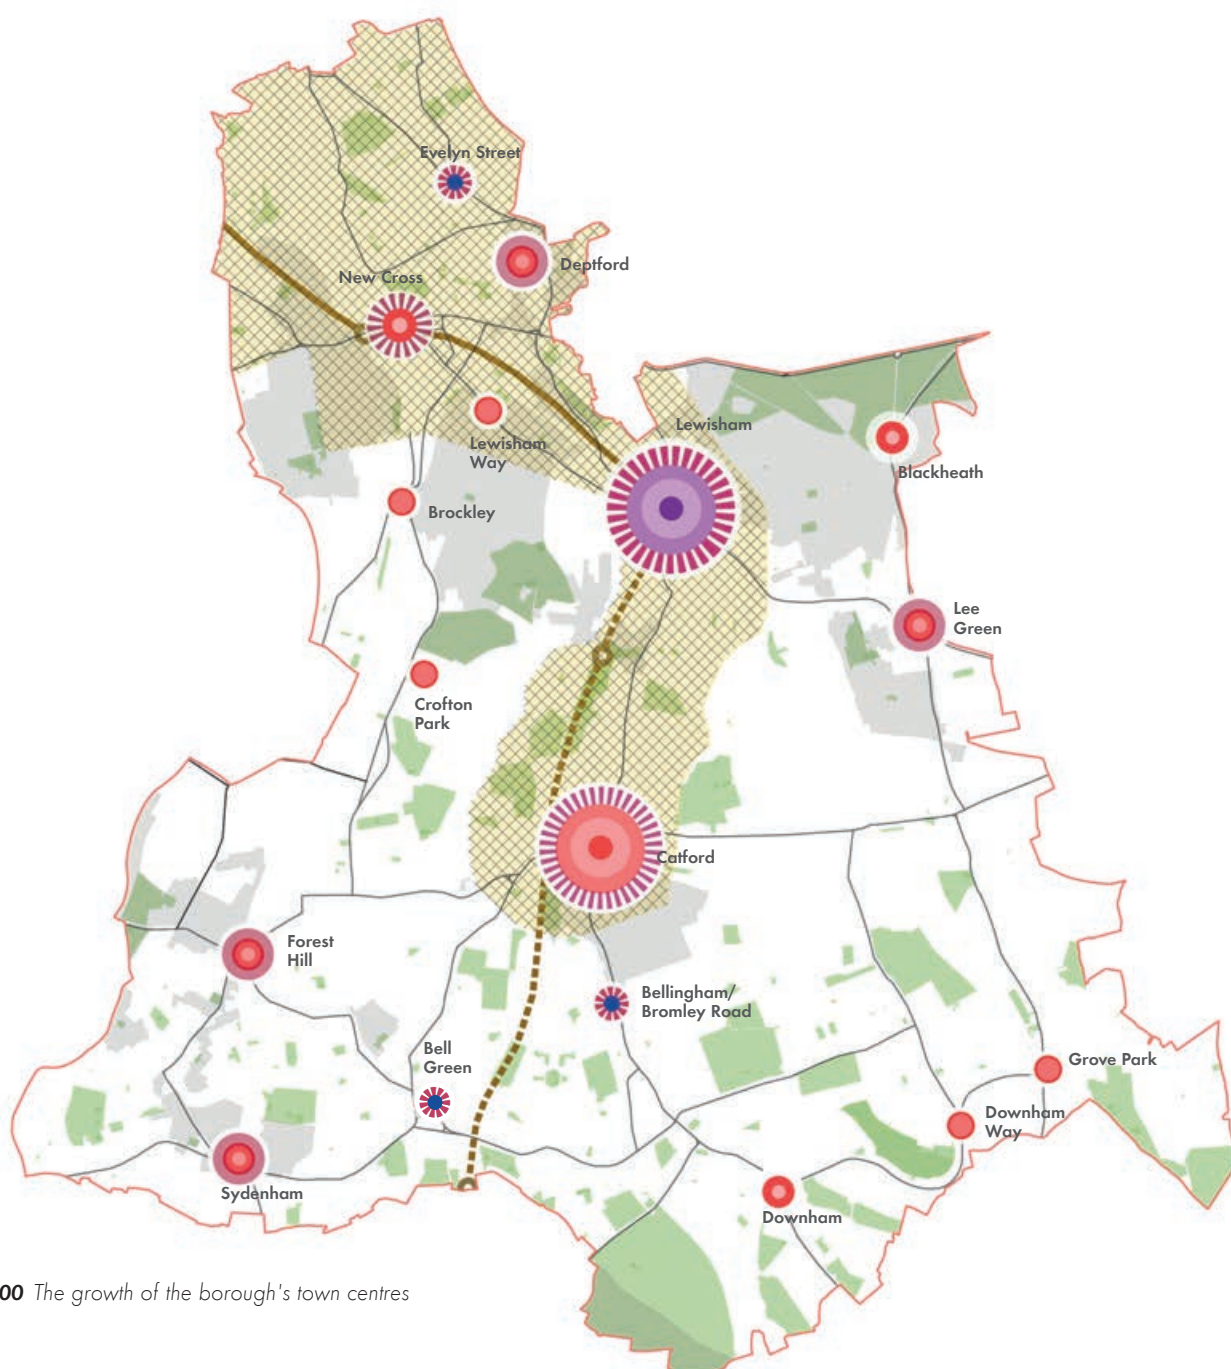 Evelyn Street
Deptford
New Cross
Lewisham
Lewisham
Way
Blackheath
Brockley
Lee
Green
Crofton
Park
Catford
Forest
Hill
Bellingham/
Bromley Road
Bell
Green
Grove Park
Downham
Way
Sydenham
Downham
00 The growth of the borough's town centres